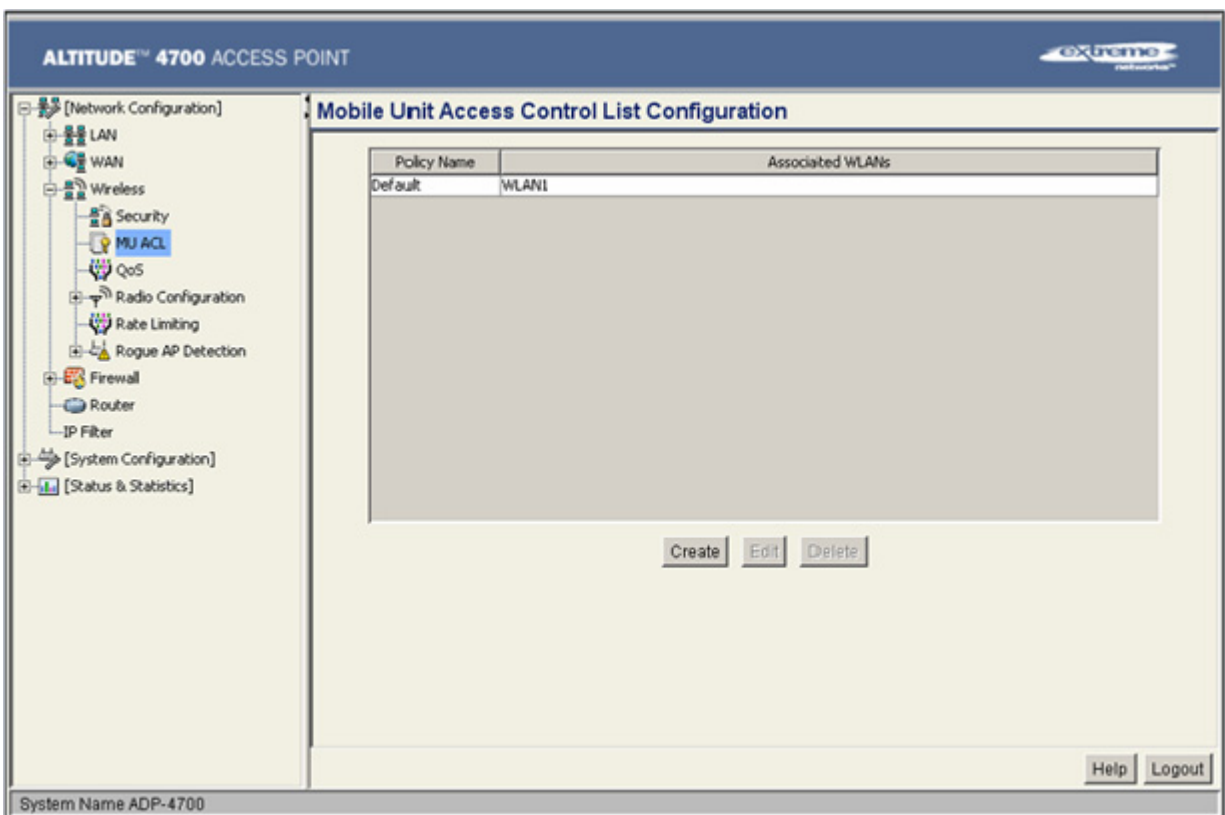 ALTITUDE™ 4700 ACCESS POINT
extreme
networks
[Network Configuration]
LAN
WAN
Wireless
Security
MU ACL
QoS
Radio Configuration
Rate Limiting
Rogue AP Detection
Firewall
Router
IP Filter
[System Configuration]
[Status & Statistics]
Mobile Unit Access Control List Configuration
Policy Name Associated WLANs
Default WLAN1
Create Edit Delete
Help Logout
System Name ADP-4700